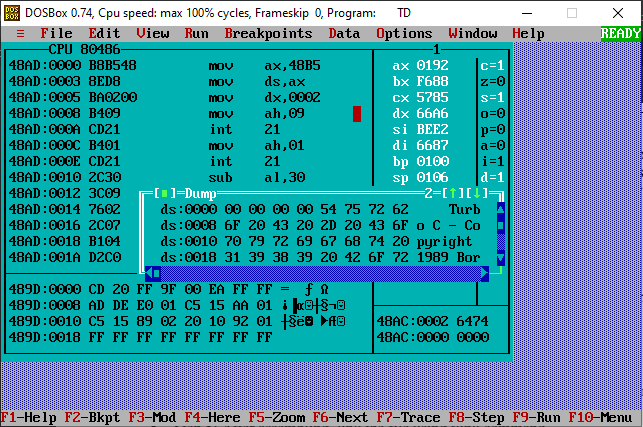 DOSBox 0.74, Cpu speed: max 100% cycles, Frameskip 0, Program: TD
≡ File Edit View Run Breakpoints Data Options Window Help READY
CPU 80486 1
48AD:0000 B8B548 mov ax,48B5 ax 0192 c=1
48AD:0003 8ED8 mov ds,ax bx F688 z=0
48AD:0005 BA0200 mov dx,0002 cx 5785 s=1
48AD:0008 B409 mov ah,09 dx 66A6 o=0
48AD:000A CD21 int 21 si BEE2 p=0
48AD:000C B401 mov ah,01 di 6687 a=0
48AD:000E CD21 int 21 bp 0100 i=1
48AD:0010 2C30 sub al,30 sp 0106 d=1
48AD:0012 3C09
[■]=Dump 2=[↑][↓]
48AD:0014 7602 ds:0000 00 00 00 00 54 75 72 62 Turb
48AD:0016 2C07 ds:0008 6F 20 43 20 2D 20 43 6F o C - Co
48AD:0018 B104 ds:0010 70 79 72 69 67 68 74 20 pyright
48AD:001A D2C0 ds:0018 31 39 38 39 20 42 6F 72 1989 Bor
489D:0000 CD 20 FF 9F 00 EA FF FF = ƒ Ω
489D:0008 AD DE E0 01 C5 15 AA 01
489D:0010 C5 15 89 02 20 10 92 01 48AC:0002 6474
489D:0018 FF FF FF FF FF FF FF FF 48AC:0000 0000
F1-Help F2-Bkpt F3-Mod F4-Here F5-Zoom F6-Next F7-Trace F8-Step F9-Run F10-Menu